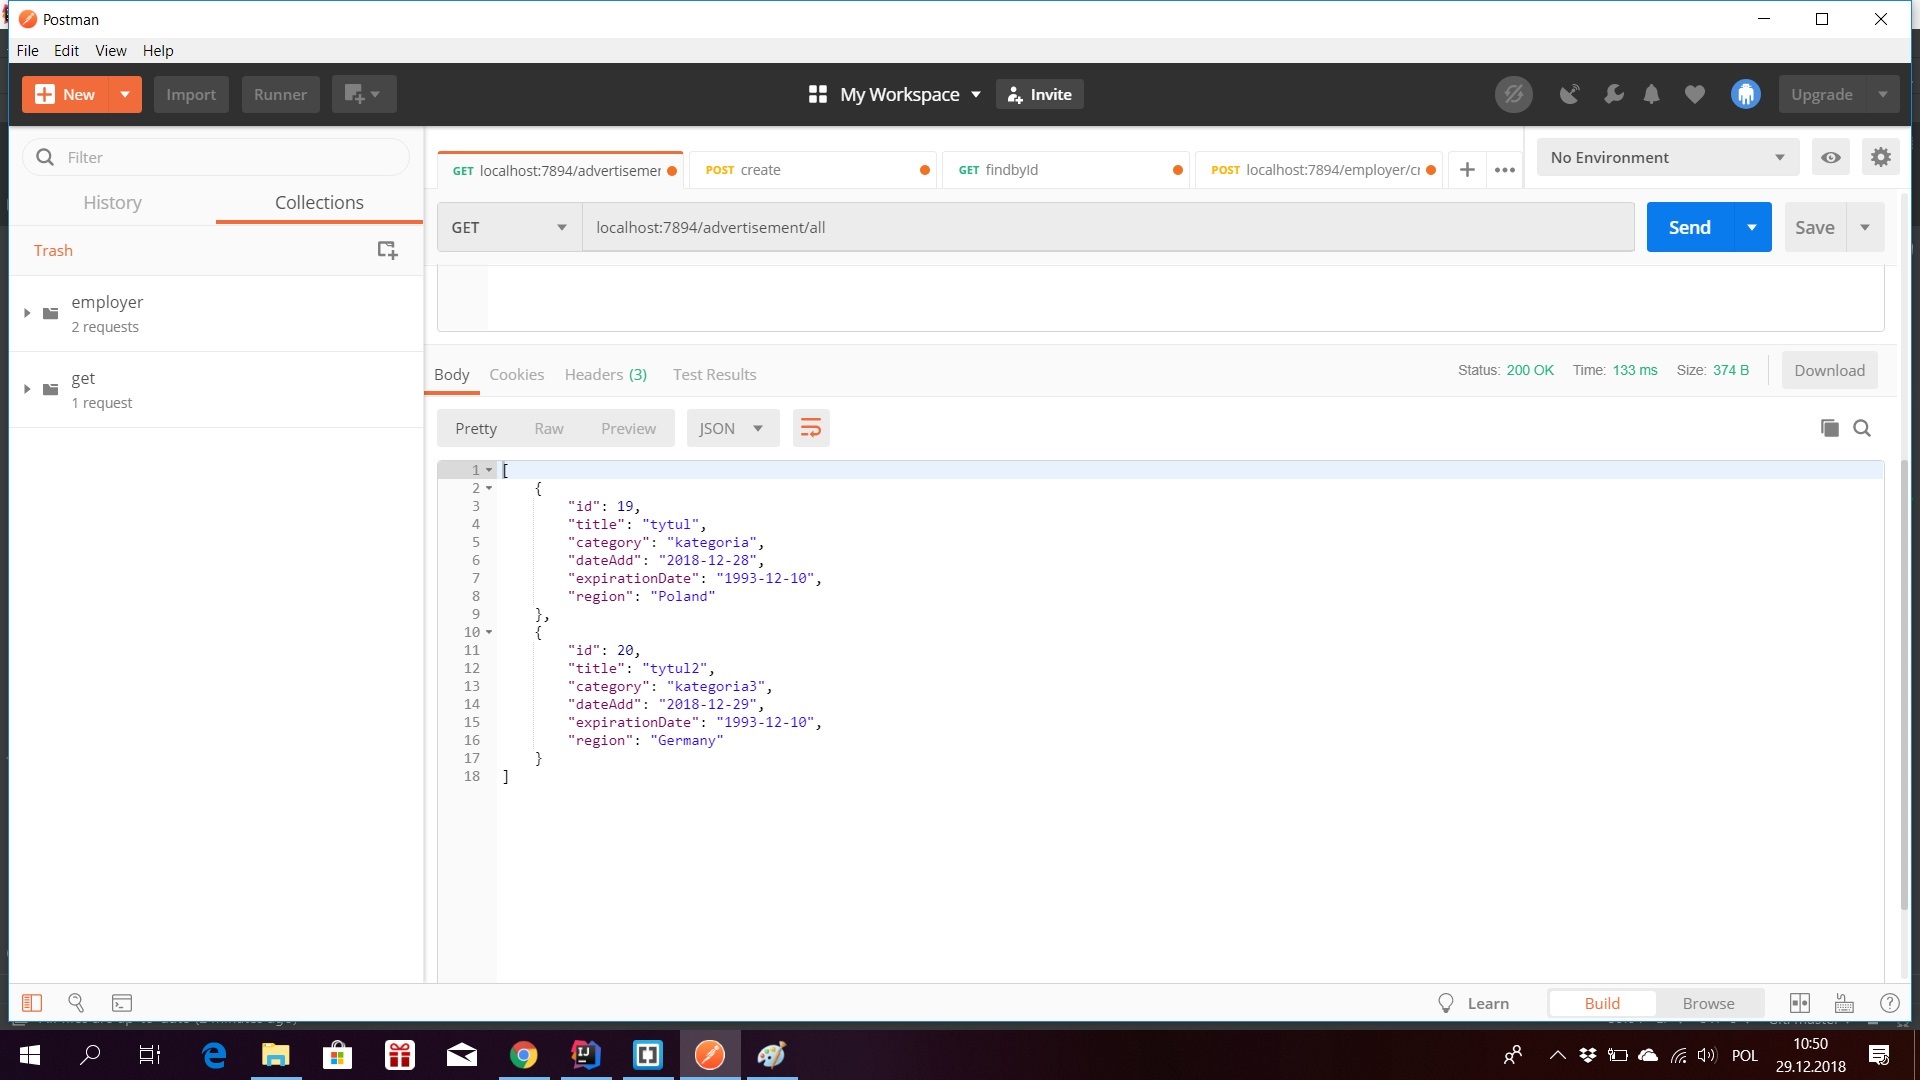 Postman
File Edit View Help
New Import Runner My Workspace Invite Upgrade
Filter
History Collections
Trash
employer
2 requests
get
1 request
GET localhost:7894/advertisemer POST create GET findbyId POST localhost:7894/employer/cr No Environment
GET localhost:7894/advertisement/all Send Save
Body Cookies Headers (3) Test Results Status: 200 OK Time: 133 ms Size: 374 B Download
Pretty Raw Preview JSON
1 [
2 {
3 "id": 19,
4 "title": "tytul",
5 "category": "kategoria",
6 "dateAdd": "2018-12-28",
7 "expirationDate": "1993-12-10",
8 "region": "Poland"
9 },
10 {
11 "id": 20,
12 "title": "tytul2",
13 "category": "kategoria3",
14 "dateAdd": "2018-12-29",
15 "expirationDate": "1993-12-10",
16 "region": "Germany"
17 }
18 ]
Learn Build Browse
POL
10:50
29.12.2018